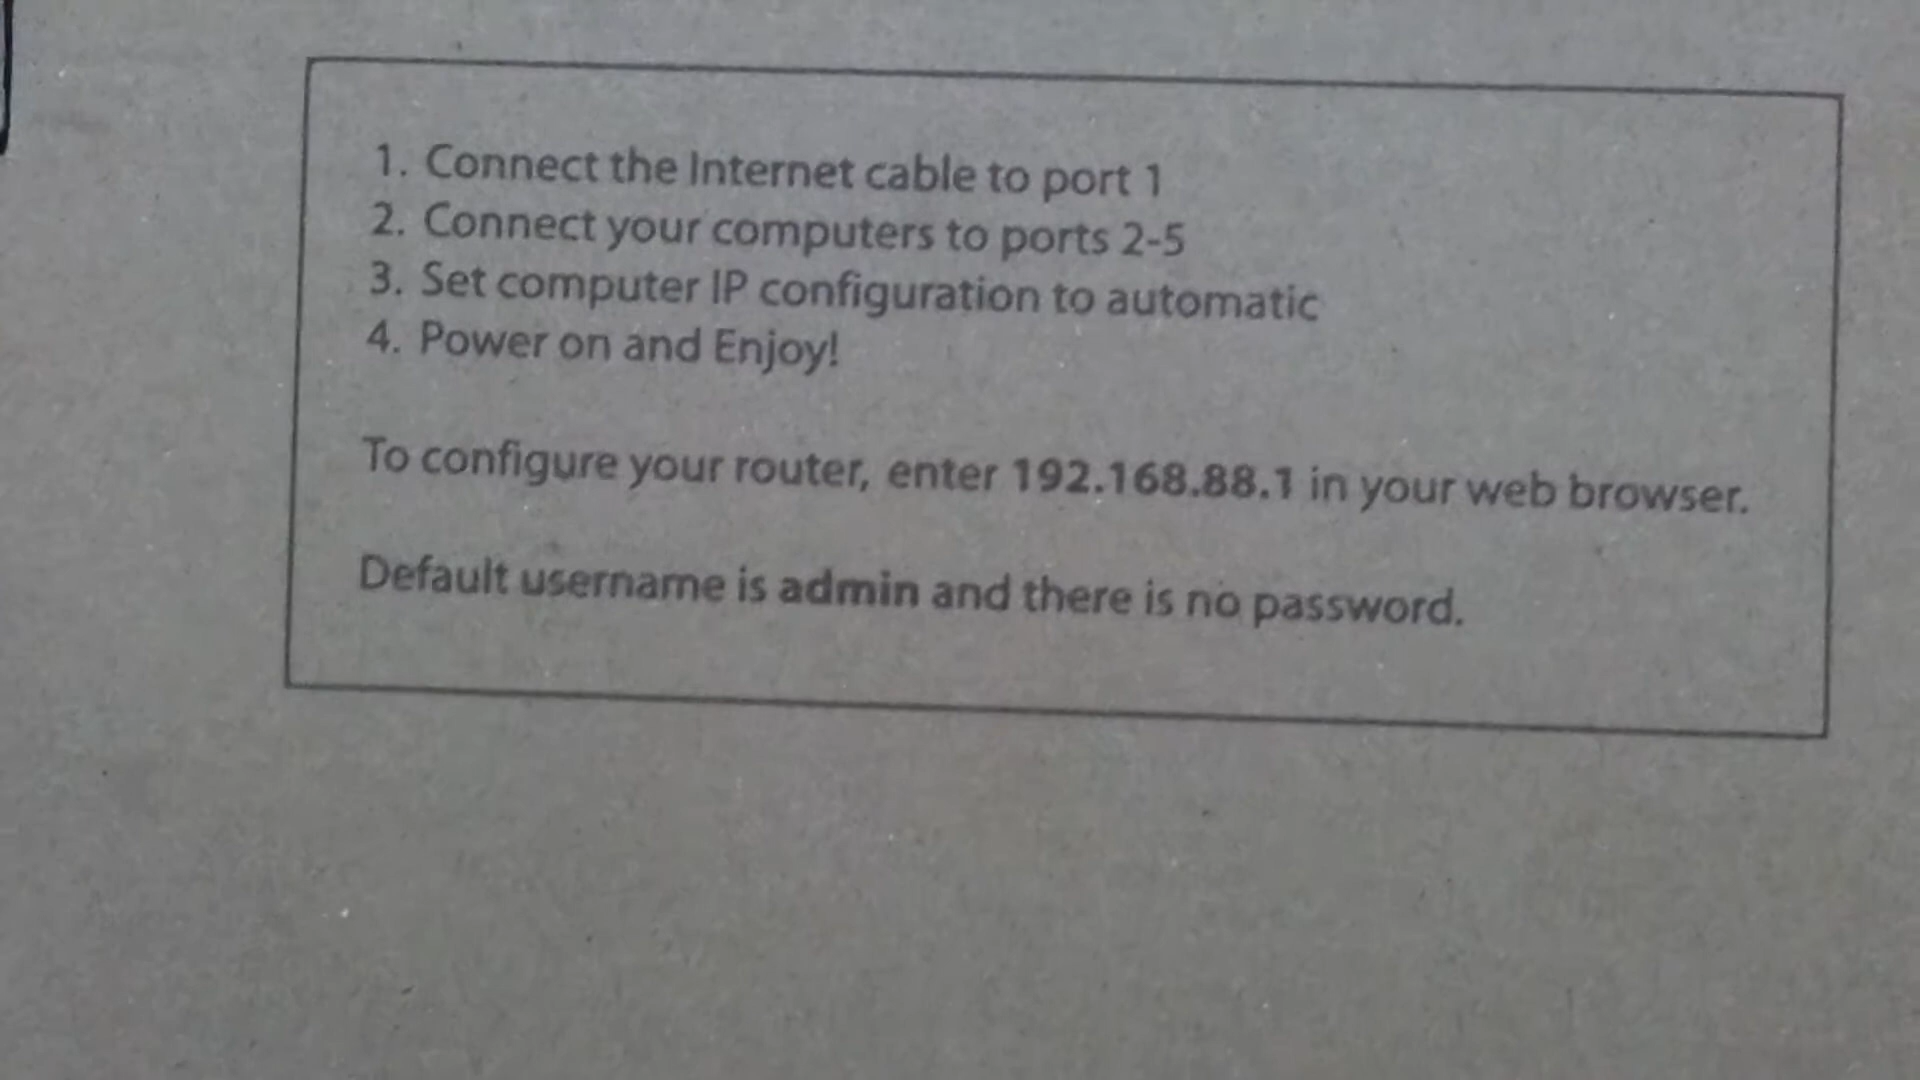 1. Connect the Internet cable to port 1
2. Connect your computers to ports 2-5
3. Set computer IP configuration to automatic
4. Power on and Enjoy!
To configure your router, enter 192.168.88.1 in your web browser.
Default username is admin and there is no password.